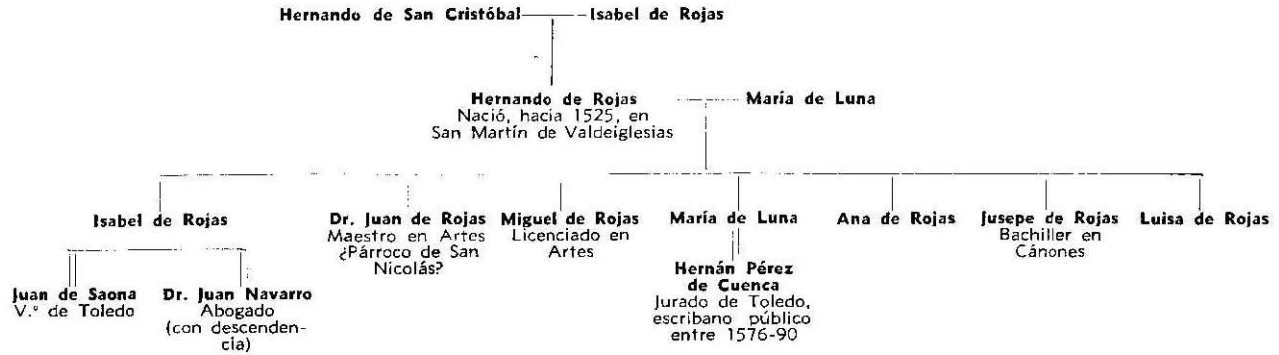 Hernando de San Cristóbal Isabel de Rojas
Hernando de Rojas
Nació, hacia 1525, en
San Martín de Valdeiglesias
María de Luna
Isabel de Rojas
Dr. Juan de Rojas
Maestro en Artes
¿Párroco de San
Nicolás?
Miguel de Rojas
Licenciado en
Artes
María de Luna
Ana de Rojas
Jusepe de Rojas
Bachiller en
Cánones
Luisa de Rojas
Juan de Saona
V.º de Toledo
Dr. Juan Navarro
Abogado
(con descenden-
cia)
Hernán Pérez
de Cuenca
Jurado de Toledo,
escribano público
entre 1576-90